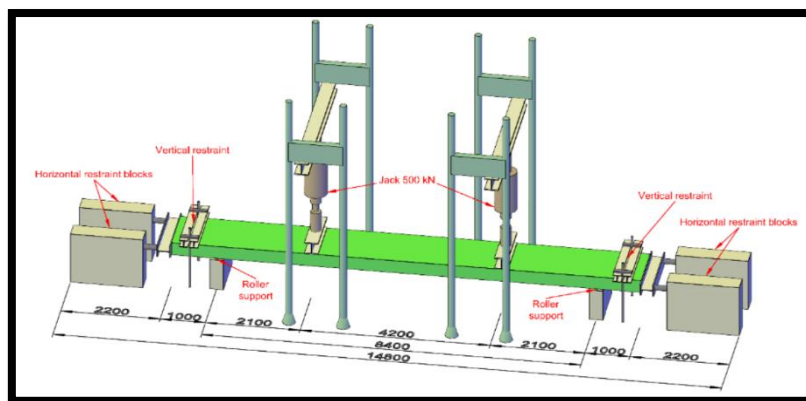 Vertical restraint
Horizontal restraint blocks
Jack 500 kN
Vertical restraint
Horizontal restraint blocks
Roller
support
Roller
support
2200
1000
2100
4200
2100
1000
2200
8400
14800